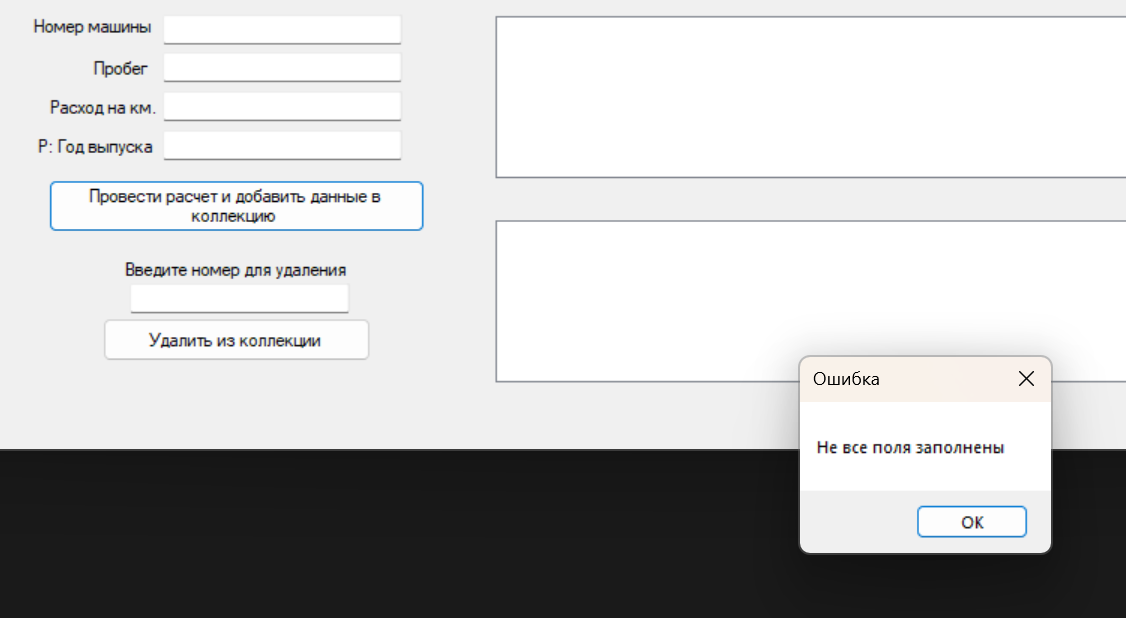 Номер машины
Пробег
Расход на км.
P: Год выпуска
Провести расчет и добавить данные в
коллекцию
Введите номер для удаления
Удалить из коллекции
Ошибка
Не все поля заполнены
ОК